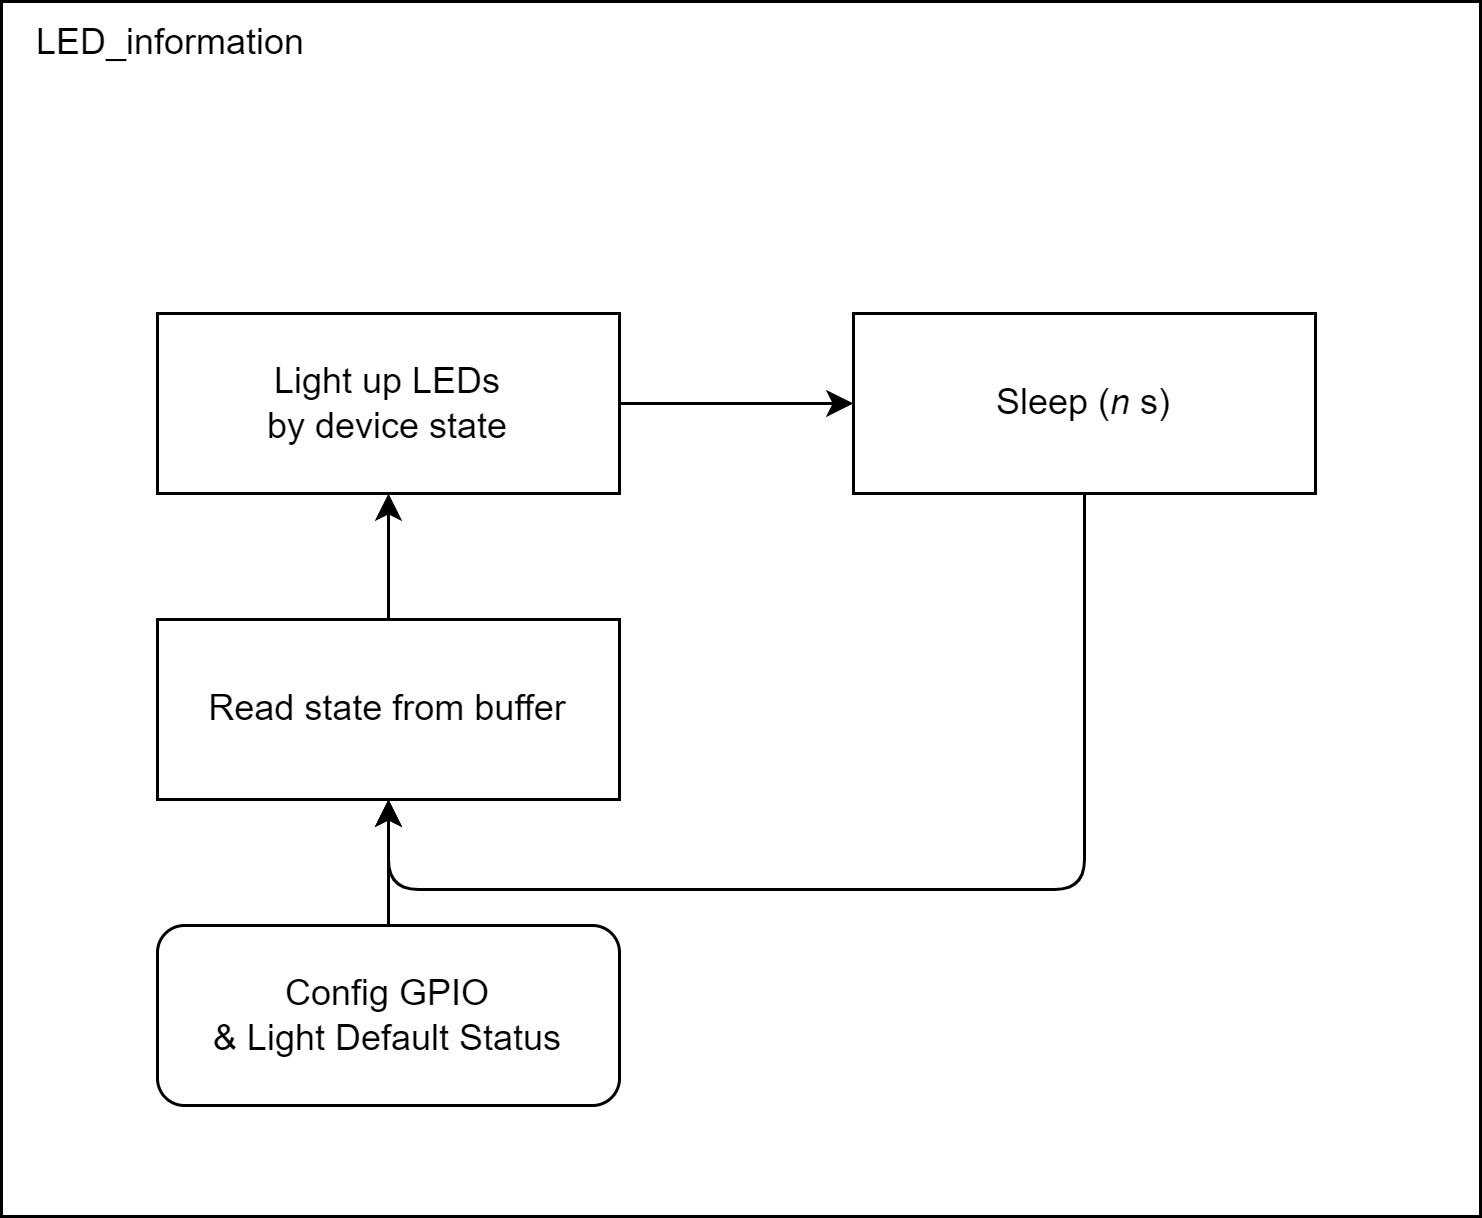 LED_information
Light up LEDs
by device state
Sleep (n s)
Read state from buffer
Config GPIO
& Light Default Status